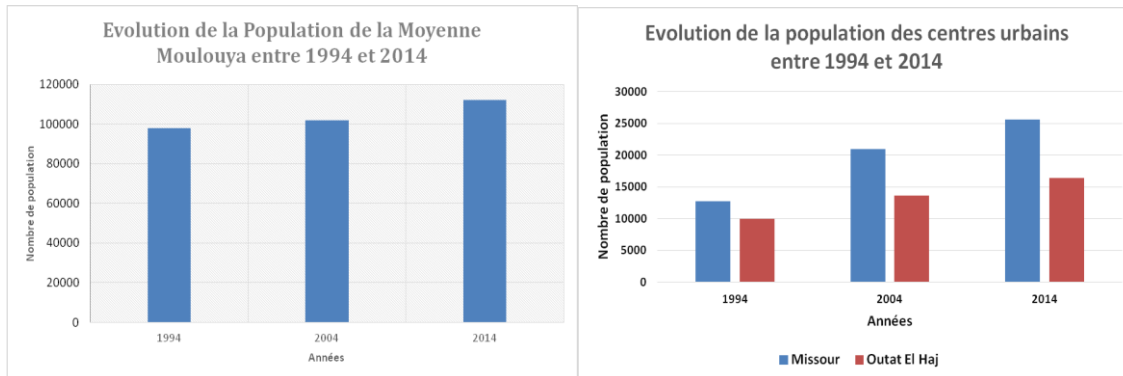 Evolution de la Population de la Moyenne
Moulouya entre 1994 et 2014
120000
100000
80000
60000
40000
20000
0
Nombre de population
1994 2004 2014
Années
Evolution de la population des centres urbains
entre 1994 et 2014
30000
25000
20000
15000
10000
5000
0
Nombre de population
1994 2004 2014
Années
Missour Outat El Haj